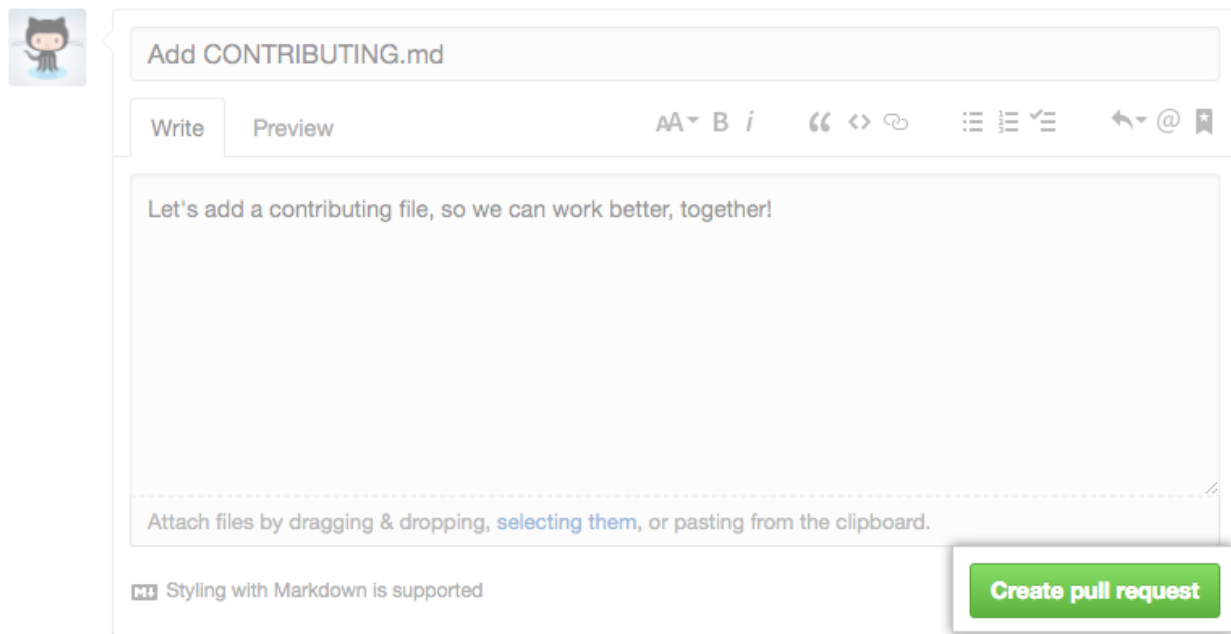 Add CONTRIBUTING.md
Write Preview AA B i
Let's add a contributing file, so we can work better, together!
Attach files by dragging & dropping, selecting them, or pasting from the clipboard.
M↓ Styling with Markdown is supported
Create pull request